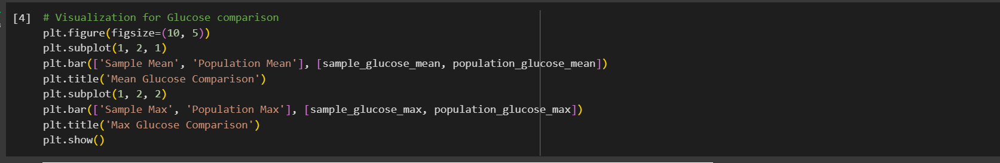 [4] # Visualization for Glucose comparison
plt.figure(figsize=(10, 5))
plt.subplot(1, 2, 1)
plt.bar(['Sample Mean', 'Population Mean'], [sample_glucose_mean, population_glucose_mean])
plt.title('Mean Glucose Comparison')
plt.subplot(1, 2, 2)
plt.bar(['Sample Max', 'Population Max'], [sample_glucose_max, population_glucose_max])
plt.title('Max Glucose Comparison')
plt.show()